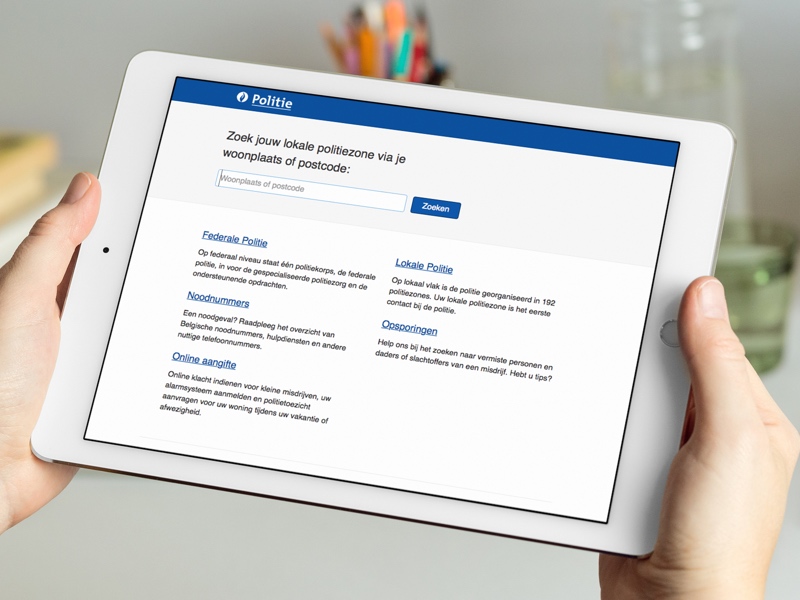 Politie
Zoek jouw lokale politiezone via je
woonplaats of postcode:
Woonplaats of postcode
Zoeken
Federale Politie
Op federaal niveau staat één politiekorps, de federale
politie, in voor de gespecialiseerde politiezorg en de
ondersteunende opdrachten.
Noodnummers
Een noodgeval? Raadpleeg het overzicht van
Belgische noodnummers, hulpdiensten en andere
nuttige telefoonnummers.
Online aangifte
Online klacht indienen voor kleine misdrijven, uw
alarmsysteem aanmelden en politietoezicht
aanvragen voor uw woning tijdens uw vakantie of
afwezigheid.
Lokale Politie
Op lokaal vlak is de politie georganiseerd in 192
politiezones. Uw lokale politiezone is het eerste
contact bij de politie.
Opsporingen
Help ons bij het zoeken naar vermiste personen en
daders of slachtoffers van een misdrijf. Hebt u tips?